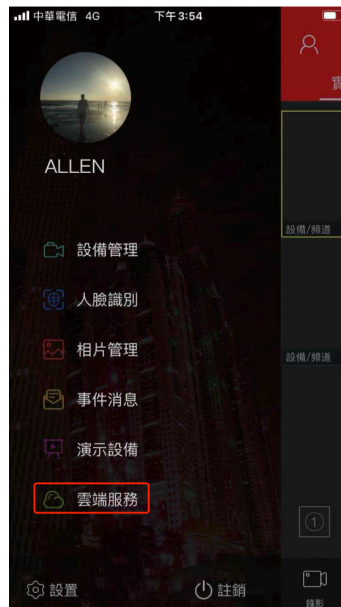 中華電信 4G 下午 3:54
ALLEN
設備管理
人臉識別
相片管理
事件消息
演示設備
雲端服務
設置
註銷
設備/頻道
設備/頻道
1
錄影